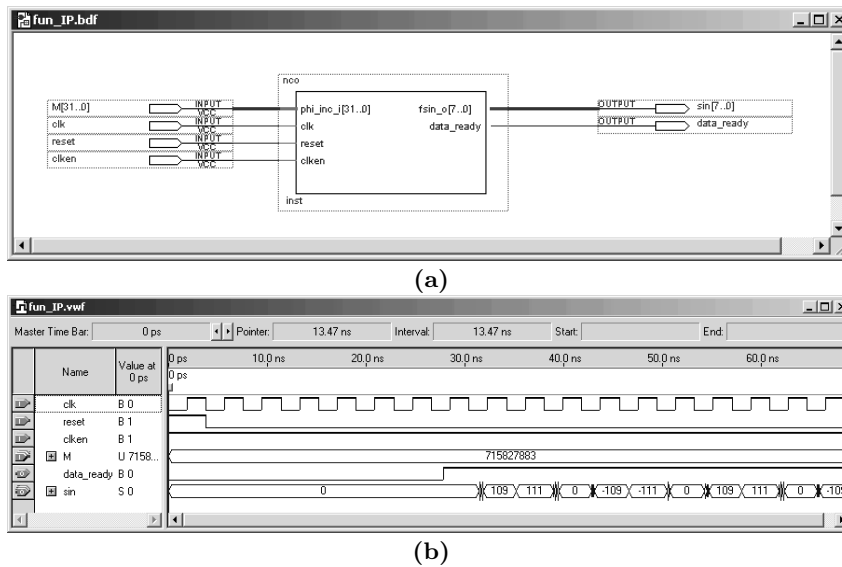 fun_IP.bdf
nco
M[31..0] INPUT VCC phi_inc_i[31..0] fsin_o[7..0] OUTPUT sin[7..0]
clk INPUT VCC clk data_ready OUTPUT data_ready
reset INPUT VCC reset
clken INPUT VCC clken
inst
(a)
fun_IP.vwf
Master Time Bar: 0 ps Pointer: 13.47 ns Interval: 13.47 ns Start: End:
Name Value at 0 ps 0 ps 10.0 ns 20.0 ns 30.0 ns 40.0 ns 50.0 ns 60.0 ns
0 ps
clk B 0
reset B 1
clken B 1
M U 7158... 715827883
data_ready B 0
sin S 0 0 109 111 0 -109 -111 0 109 111 0 -109
(b)